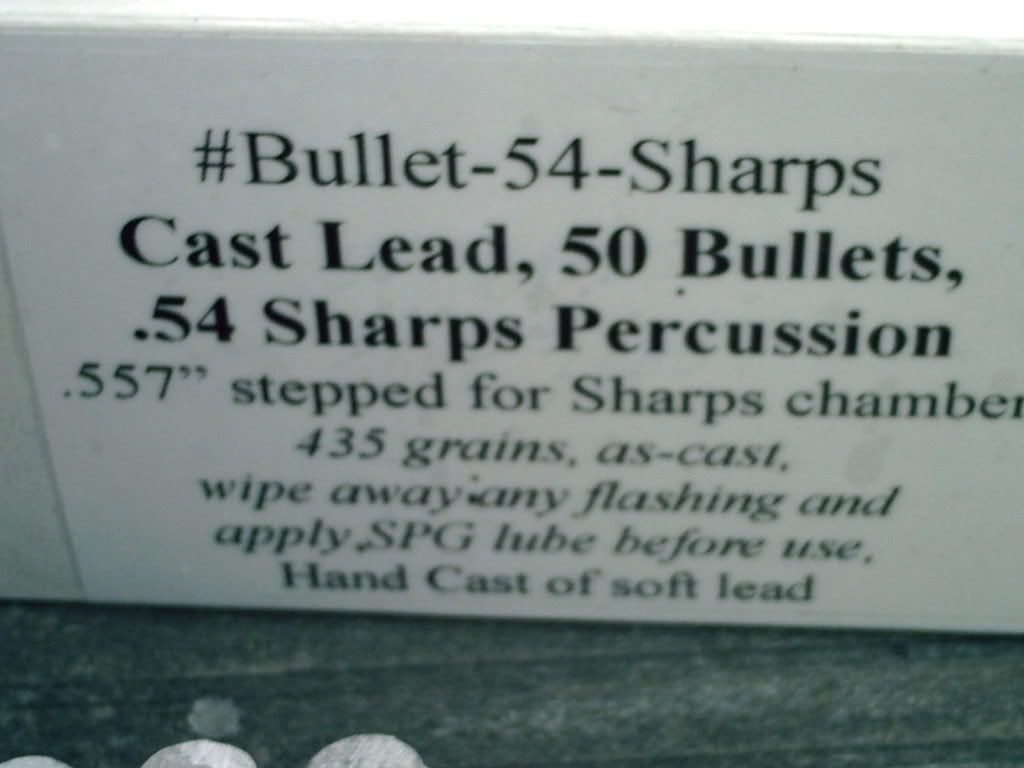 #Bullet-54-Sharps
Cast Lead, 50 Bullets,
.54 Sharps Percussion
.557” stepped for Sharps chamber
435 grains, as-cast,
wipe away any flashing and
apply SPG lube before use.
Hand Cast of soft lead